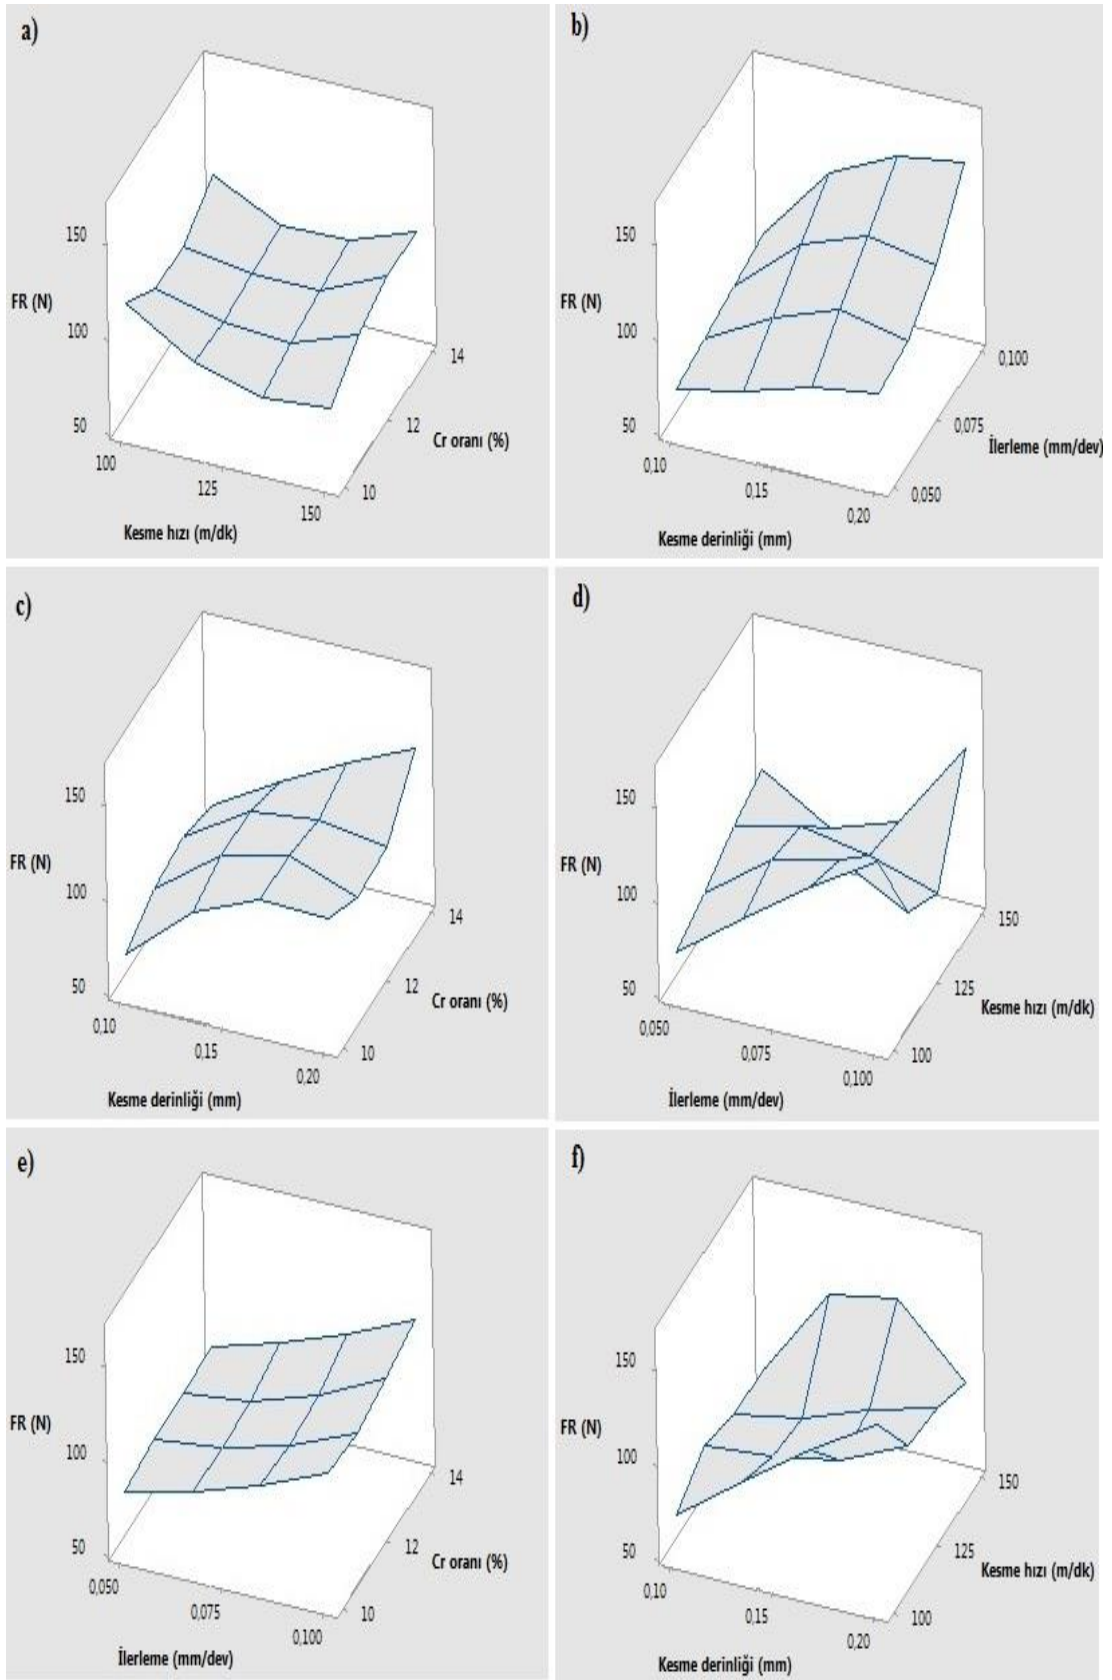 a)
150
FR (N)
100
50
100
125
150
Kesme hızı (m/dk)
14
12
10
Cr oranı (%)
b)
150
FR (N)
100
50
0,10
0,15
0,20
Kesme derinliği (mm)
0,100
0,075
0,050
İlerleme (mm/dev)
c)
150
FR (N)
100
50
0,10
0,15
0,20
Kesme derinliği (mm)
14
12
10
Cr oranı (%)
d)
150
FR (N)
100
50
0,050
0,075
0,100
İlerleme (mm/dev)
150
125
100
Kesme hızı (m/dk)
e)
150
FR (N)
100
50
0,050
0,075
0,100
İlerleme (mm/dev)
14
12
10
Cr oranı (%)
f)
150
FR (N)
100
50
0,10
0,15
0,20
Kesme derinliği (mm)
150
125
100
Kesme hızı (m/dk)